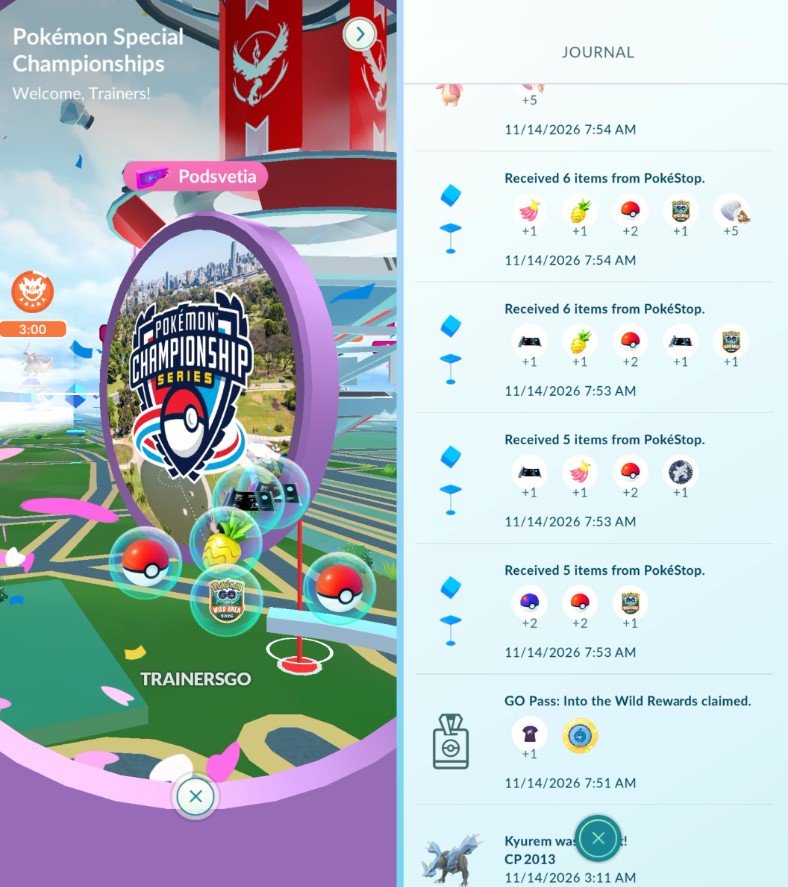 Pokémon Special
Championships
Welcome, Trainers!
Podsvetia
3:00
POKÉMON
CHAMPIONSHIP
SERIES
Pokémon
GO
WILD AREA
2026
TRAINERSGO
JOURNAL
+5
11/14/2026 7:54 AM
Received 6 items from PokéStop.
+1 +1 +2 +1 +5
11/14/2026 7:54 AM
Received 6 items from PokéStop.
+1 +1 +2 +1 +1
11/14/2026 7:53 AM
Received 5 items from PokéStop.
+1 +1 +2 +1
11/14/2026 7:53 AM
Received 5 items from PokéStop.
+2 +2 +1
11/14/2026 7:53 AM
GO Pass: Into the Wild Rewards claimed.
+1
11/14/2026 7:51 AM
Kyurem was !
CP 2013
11/14/2026 3:11 AM